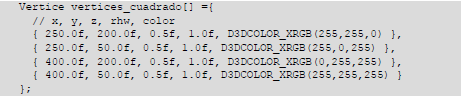 Vertice vertices_cuadrado[] ={
// x, y, z, rhw, color
{ 250.0f, 200.0f, 0.5f, 1.0f, D3DCOLOR_XRGB(255,255,0) },
{ 250.0f, 50.0f, 0.5f, 1.0f, D3DCOLOR_XRGB(255,0,255) },
{ 400.0f, 200.0f, 0.5f, 1.0f, D3DCOLOR_XRGB(0,255,255) },
{ 400.0f, 50.0f, 0.5f, 1.0f, D3DCOLOR_XRGB(255,255,255) }
};